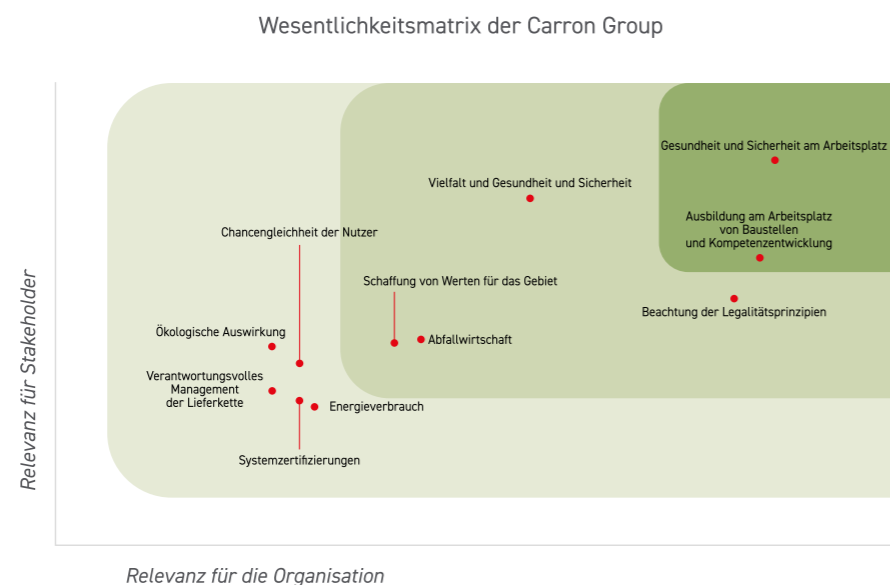 Wesentlichkeitsmatrix der Carron Group
Gesundheit und Sicherheit am Arbeitplatz
Vielfalt und Gesundheit und Sicherheit
Ausbildung am Arbeitplatz
von Baustellen
und Kompetenzentwicklung
Chancengleichheit der Nutzer
Schaffung von Werten für das Gebiet
Beachtung der Legalitätsprinzipien
Ökologische Auswirkung
Abfallwirtschaft
Verantwortungsvolles
Management
der Lieferkette
Energieverbrauch
Systemzertifizierungen
Relevanz für Stakeholder
Relevanz für die Organisation